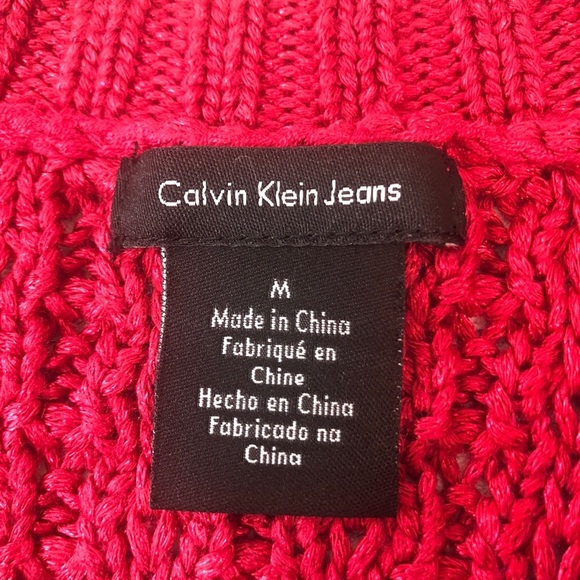 Calvin Klein Jeans
M
Made in China
Fabriqué en
Chine
Hecho en China
Fabricado na
China